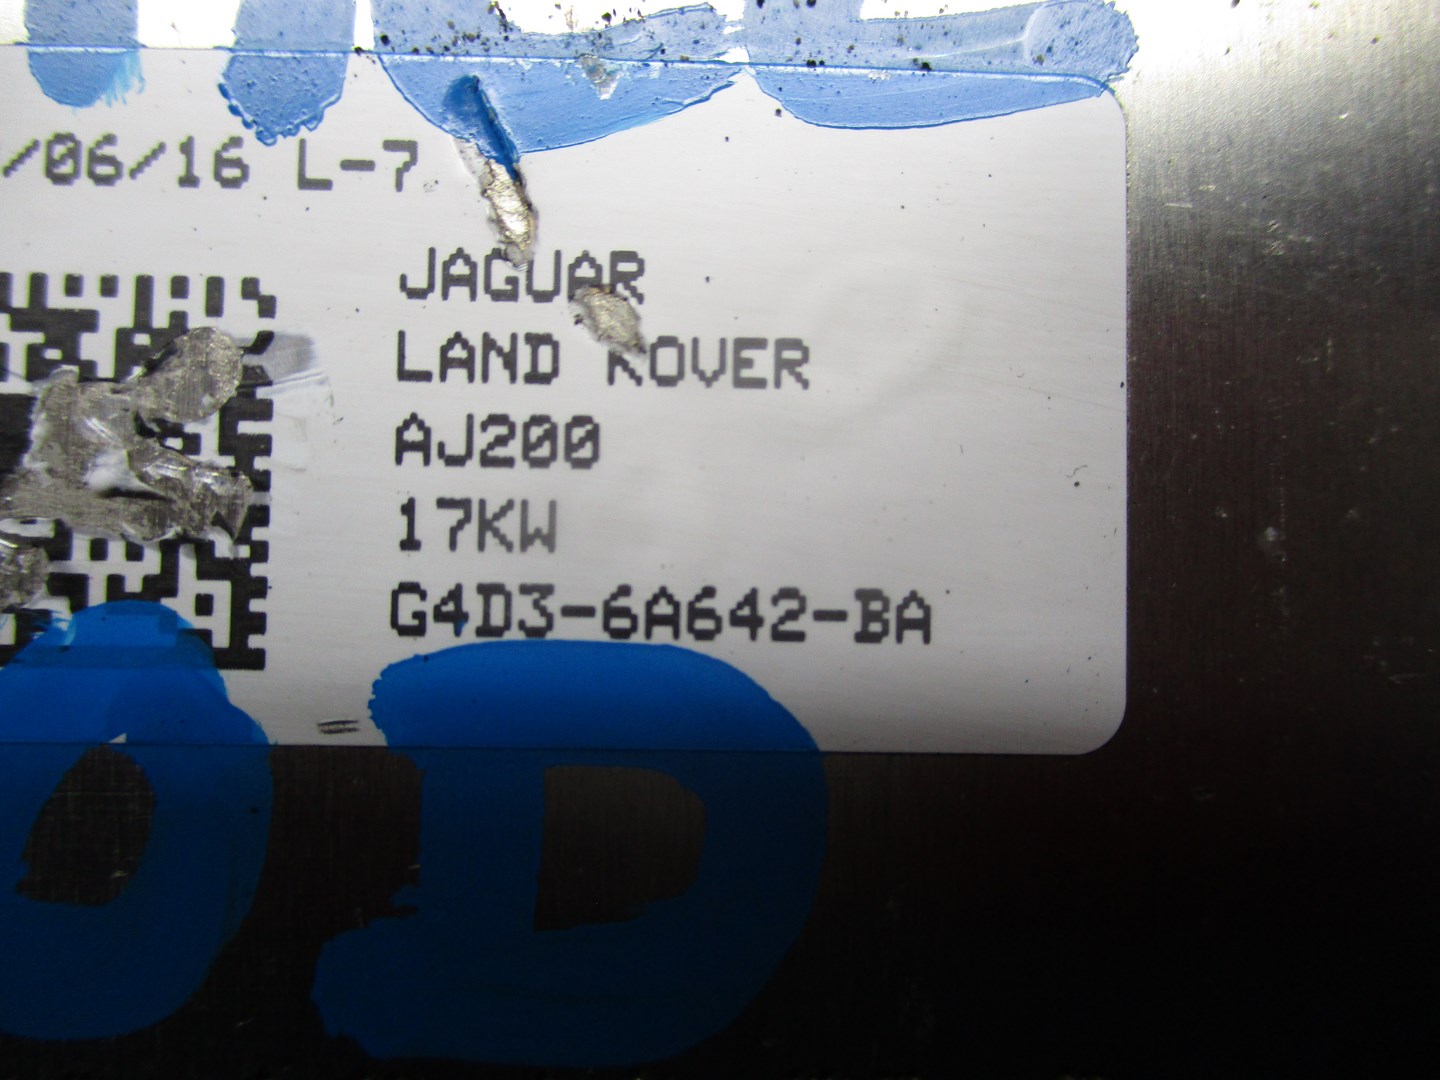 /06/16 L-7
JAGUAR
LAND ROVER
AJ200
17KW
G4D3-6A642-BA
D